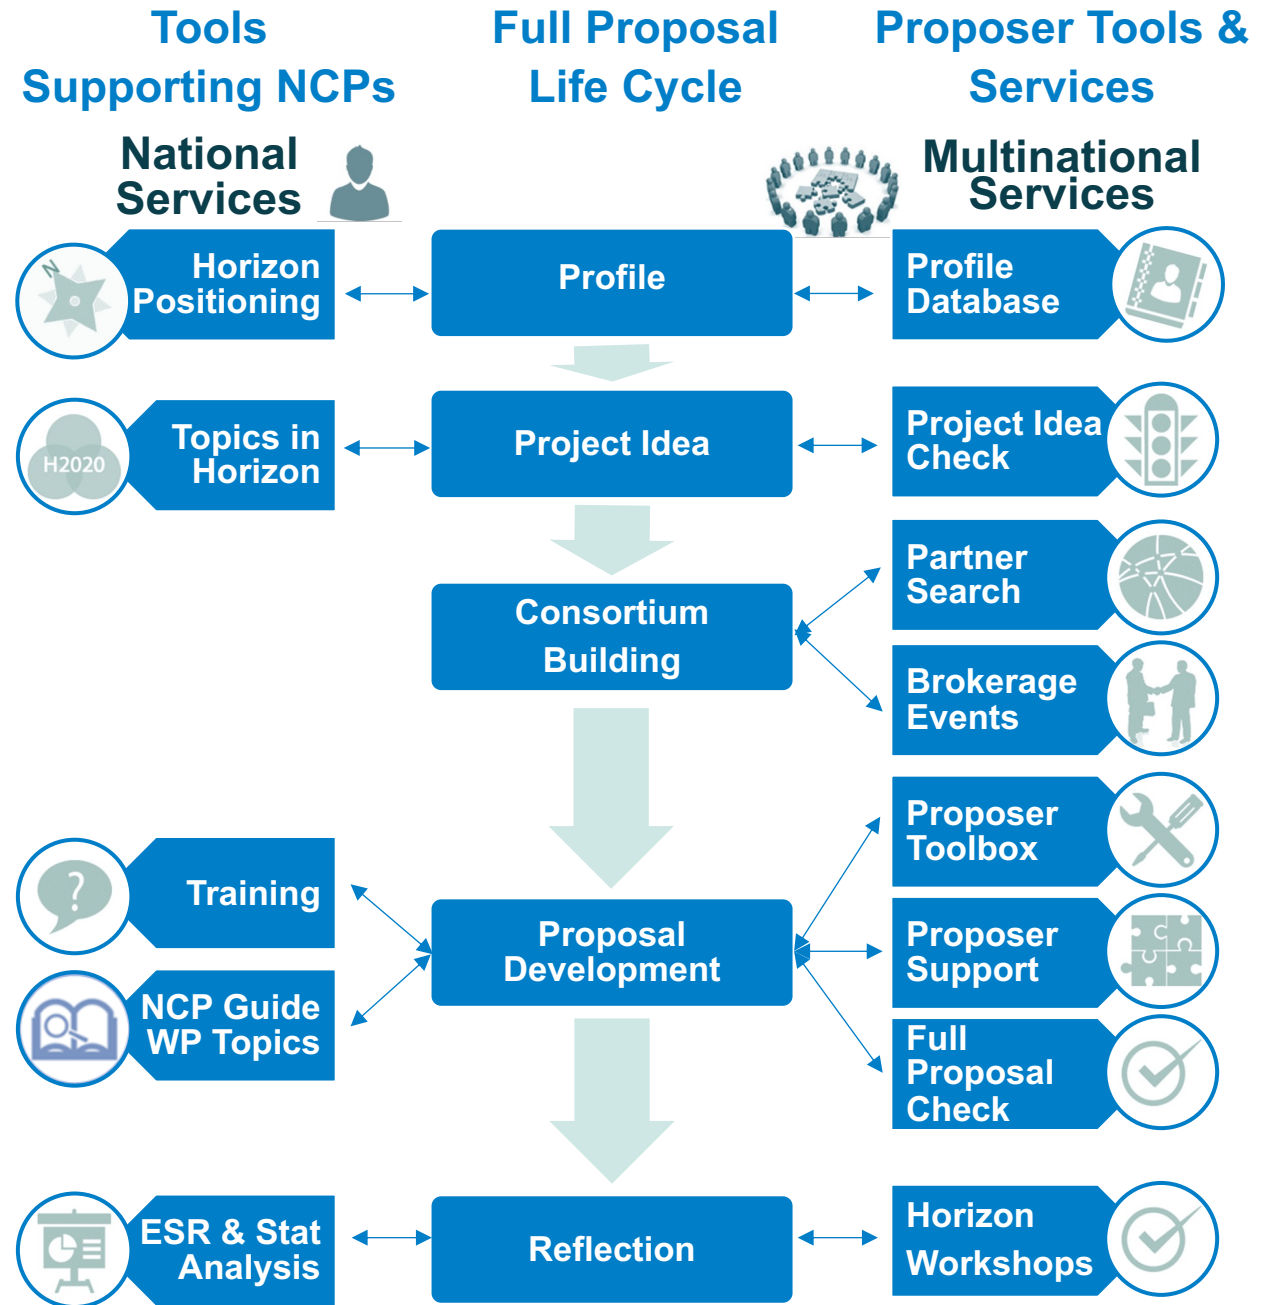 Tools
Supporting NCPs
Full Proposal
Life Cycle
Proposer Tools &
Services
National
Services
Multinational
Services
N
Horizon
Positioning
Profile
Profile
Database
H2020
Topics in
Horizon
Project Idea
Project Idea
Check
Partner
Search
Consortium
Building
Brokerage
Events
Proposer
Toolbox
?
Training
Proposal
Development
Proposer
Support
NCP Guide
WP Topics
Full
Proposal
Check
ESR & Stat
Analysis
Reflection
Horizon
Workshops